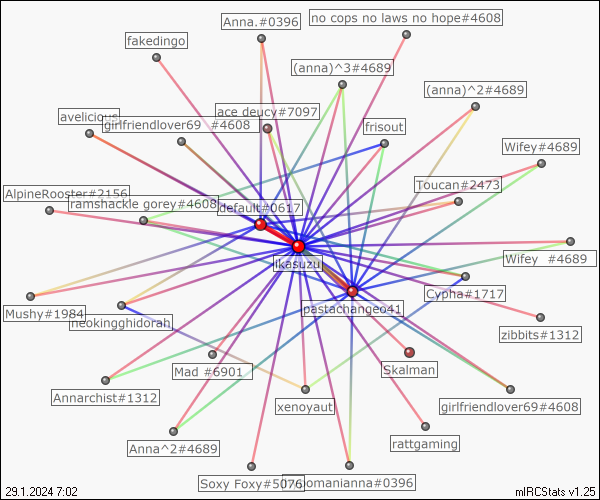 no cops no laws no hope#4608
Anna.#0396
fakedingo
(anna)^3#4689
(anna)^2#4689
ace deucy#7097
avelicious
girlfriendlover69 #4608
frisout
Wifey#4689
Toucan#2473
AlpineRooster#2156
ramshackle gorey#4608
default#0617
ikasuzu
Wifey #4689
Cypha#1717
Mushy#1984
neokingghidorah
pastachangeo41
zibbits#1312
Mad #6901
Skalman
Annarchist#1312
xenoyaut
girlfriendlover69#4608
Anna^2#4689
rattgaming
Soxy Foxy#5076
29.1.2024 7:02
mIRCStats v1.25